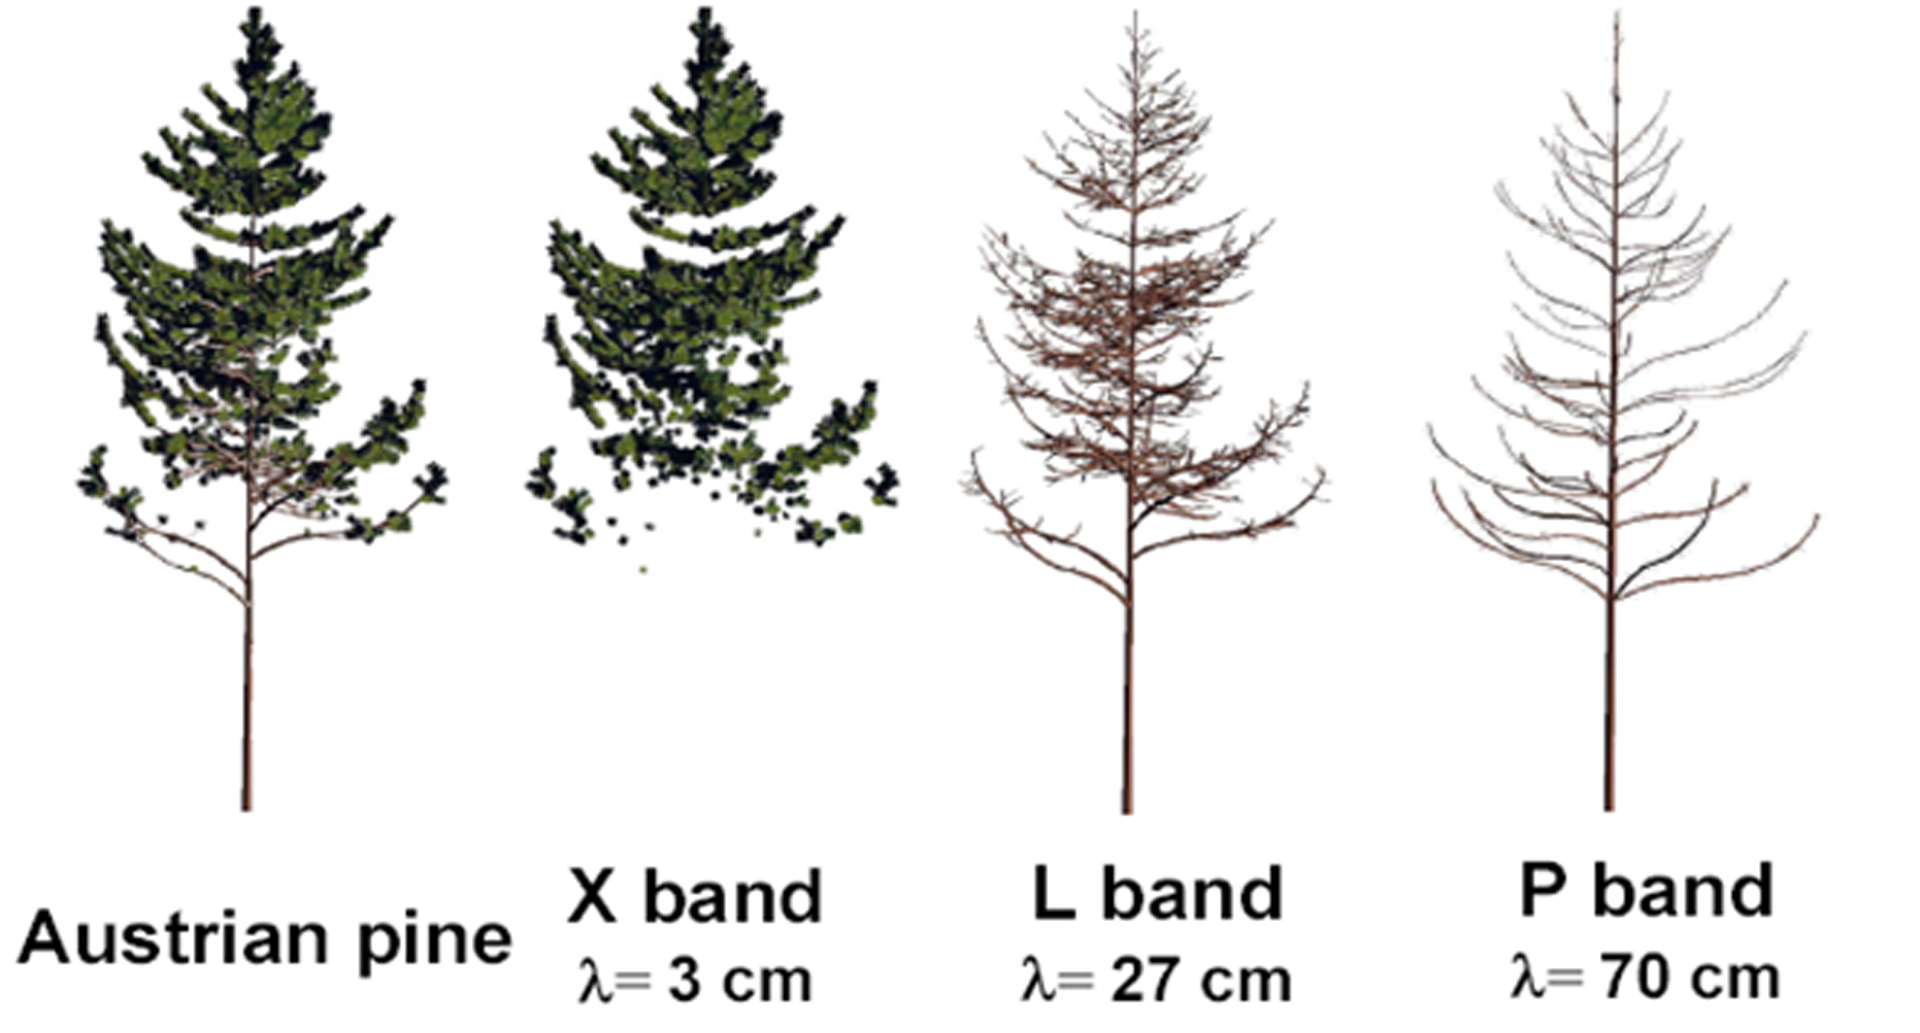 Austrian pine
X band
λ= 3 cm
L band
λ= 27 cm
P band
λ= 70 cm